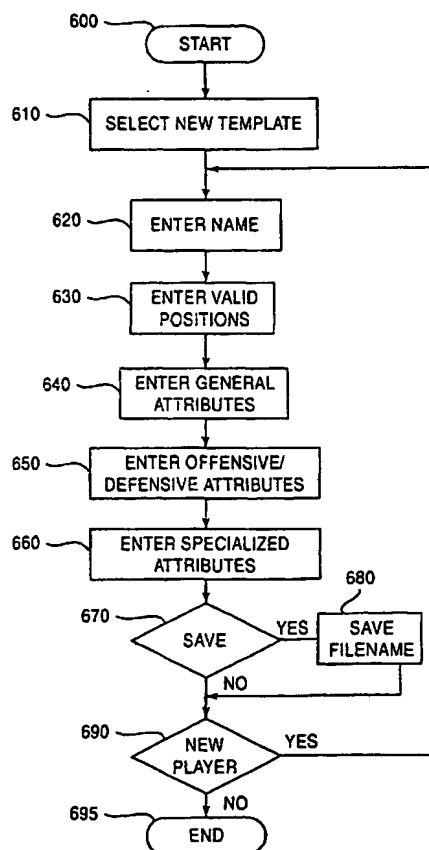 600
START
610
SELECT NEW TEMPLATE
620
ENTER NAME
630
ENTER VALID
POSITIONS
640
ENTER GENERAL
ATTRIBUTES
650
ENTER OFFENSIVE/
DEFENSIVE ATTRIBUTES
660
ENTER SPECIALIZED
ATTRIBUTES
670
SAVE
YES
680
SAVE
FILENAME
NO
690
NEW
PLAYER
YES
NO
695
END